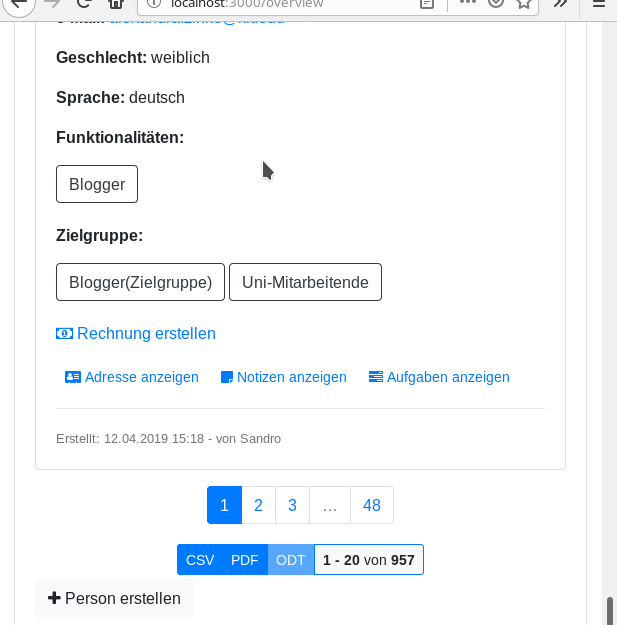 localhost:3000/overview
Geschlecht: weiblich
Sprache: deutsch
Funktionalitäten:
Blogger
Zielgruppe:
Blogger(Zielgruppe) Uni-Mitarbeitende
Rechnung erstellen
Adresse anzeigen Notizen anzeigen Aufgaben anzeigen
Erstellt: 12.04.2019 15:18 - von Sandro
1 2 3 … 48
CSV PDF ODT 1 - 20 von 957
Person erstellen